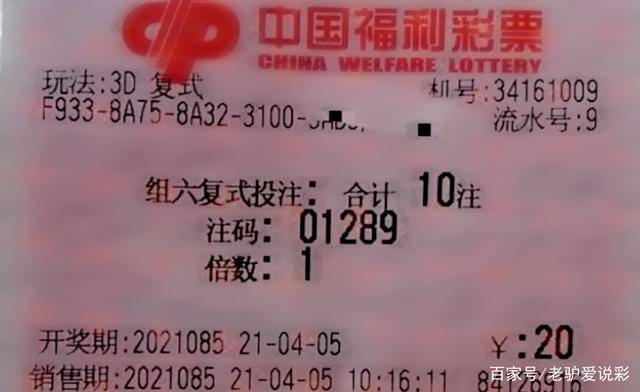 中国福利彩票
CHINA WELFARE LOTTERY
玩法:3D 复式 机号:34161009
F933-8A75-8A32-3100- 流水号:9
组六复式投注: 合计 10注
注码: 01289
倍数: 1
开奖期:2021085 21-04-05 ¥:20
销售期:2021085 21-04-05 10:16:11
百家号/老驴爱说彩